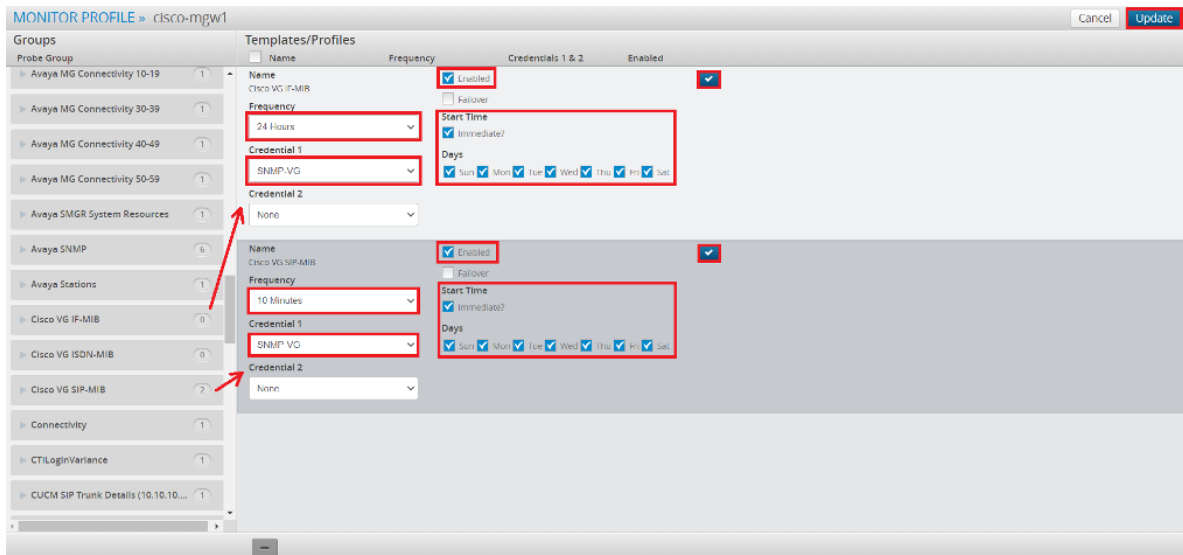 MONITOR PROFILE » cisco-mgw1
Cancel
Update
Groups
Templates/Profiles
Probe Group
Name Frequency Credentials 1 & 2 Enabled
Avaya MG Connectivity 10-19 1
Avaya MG Connectivity 30-39 1
Avaya MG Connectivity 40-49 1
Avaya MG Connectivity 50-59 1
Avaya SMGR System Resources 1
Avaya SNMP 6
Avaya Stations 1
Cisco VG IF-MIB 0
Cisco VG ISDN-MIB 0
Cisco VG SIP-MIB 2
Connectivity 1
CTILoginVariance 1
CUCM SIP Trunk Details (10.10.10.... 1
Name
Cisco VG IF-MIB
Frequency
24 Hours
Credential 1
SNMP-VG
Credential 2
None
Enabled
Failover
Start Time
Immediate?
Days
Sun Mon Tue Wed Thu Fri Sat
Name
Cisco VG SIP-MIB
Frequency
10 Minutes
Credential 1
SNMP-VG
Credential 2
None
Enabled
Failover
Start Time
Immediate?
Days
Sun Mon Tue Wed Thu Fri Sat